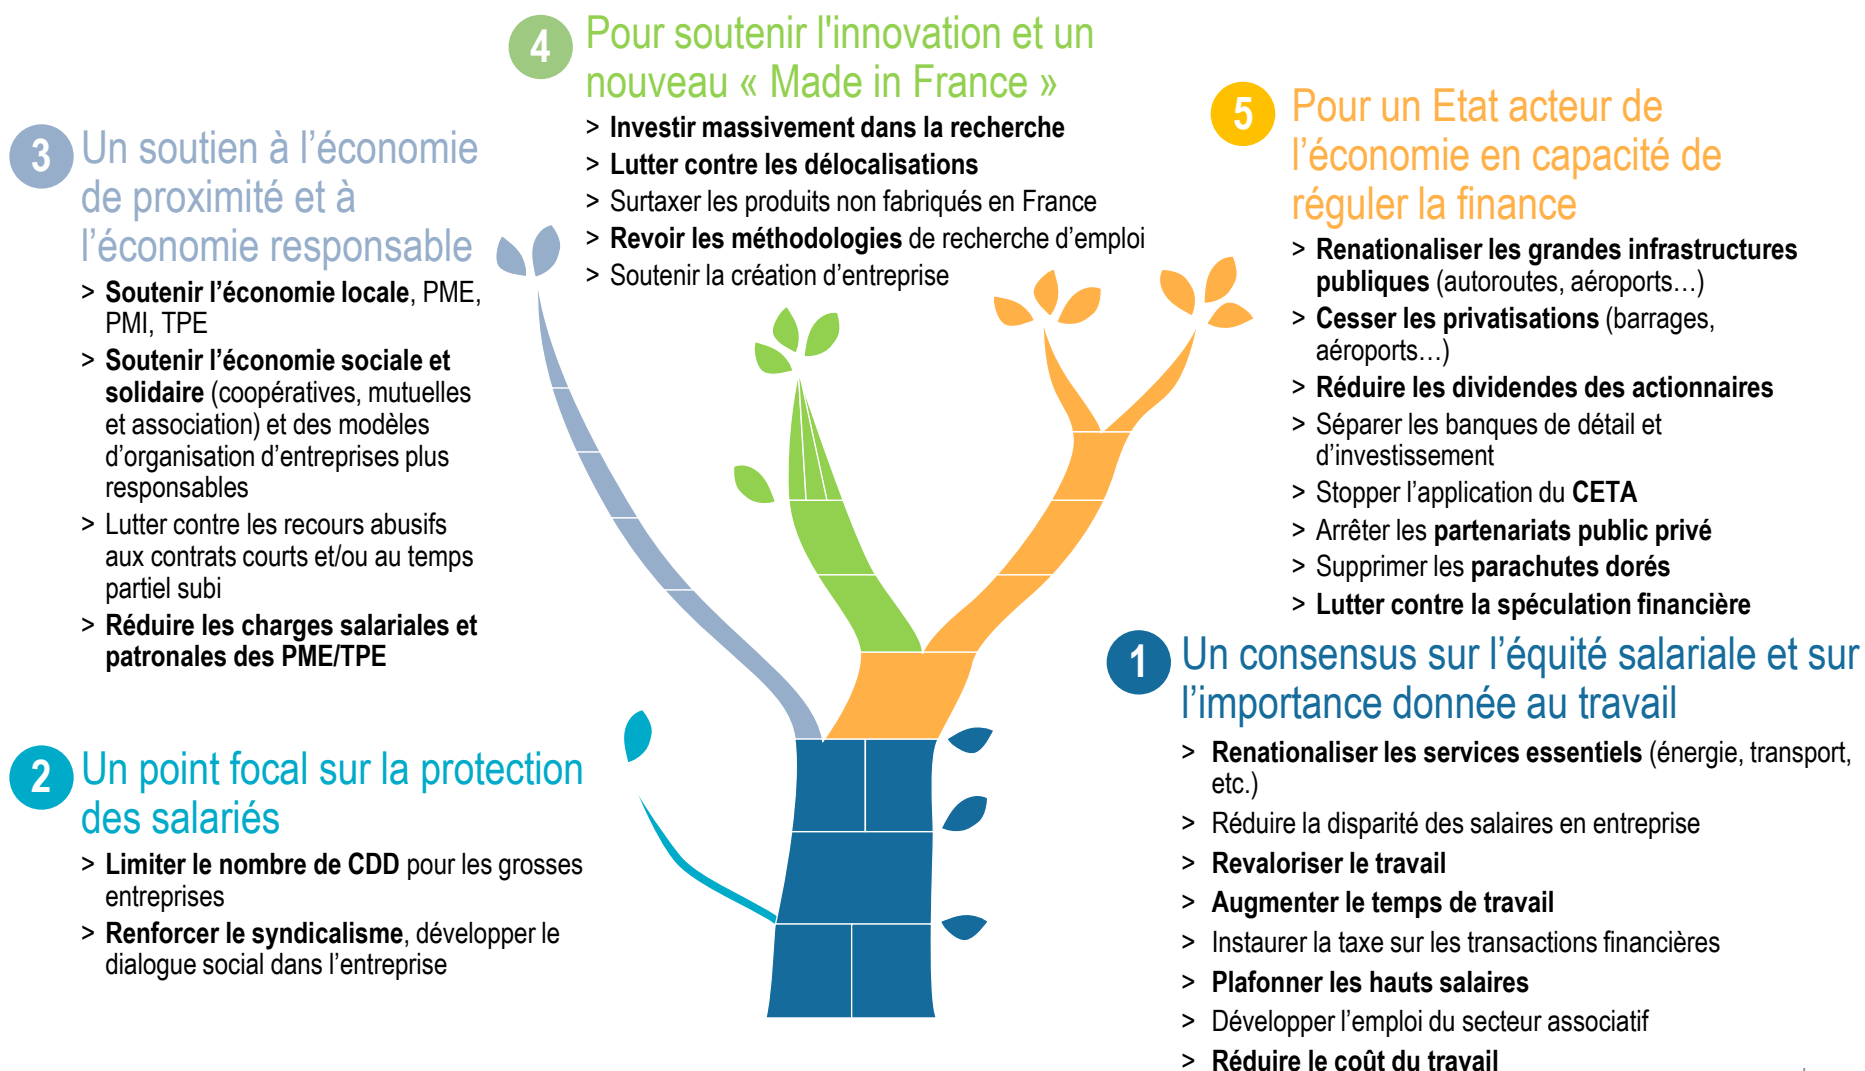 4
Pour soutenir l'innovation et un
nouveau « Made in France »
> Investir massivement dans la recherche
> Lutter contre les délocalisations
> Surtaxer les produits non fabriqués en France
> Revoir les méthodologies de recherche d’emploi
> Soutenir la création d’entreprise
5
Pour un Etat acteur de
l’économie en capacité de
réguler la finance
> Renationaliser les grandes infrastructures
publiques (autoroutes, aéroports…)
> Cesser les privatisations (barrages,
aéroports…)
> Réduire les dividendes des actionnaires
> Séparer les banques de détail et
d’investissement
> Stopper l’application du CETA
> Arrêter les partenariats public privé
> Supprimer les parachutes dorés
> Lutter contre la spéculation financière
3
Un soutien à l’économie
de proximité et à
l’économie responsable
> Soutenir l’économie locale, PME,
PMI, TPE
> Soutenir l’économie sociale et
solidaire (coopératives, mutuelles
et association) et des modèles
d’organisation d’entreprises plus
responsables
> Lutter contre les recours abusifs
aux contrats courts et/ou au temps
partiel subi
> Réduire les charges salariales et
patronales des PME/TPE
1
Un consensus sur l’équité salariale et sur
l’importance donnée au travail
> Renationaliser les services essentiels (énergie, transport,
etc.)
> Réduire la disparité des salaires en entreprise
> Revaloriser le travail
> Augmenter le temps de travail
> Instaurer la taxe sur les transactions financières
> Plafonner les hauts salaires
> Développer l’emploi du secteur associatif
> Réduire le coût du travail
2
Un point focal sur la protection
des salariés
> Limiter le nombre de CDD pour les grosses
entreprises
> Renforcer le syndicalisme, développer le
dialogue social dans l’entreprise